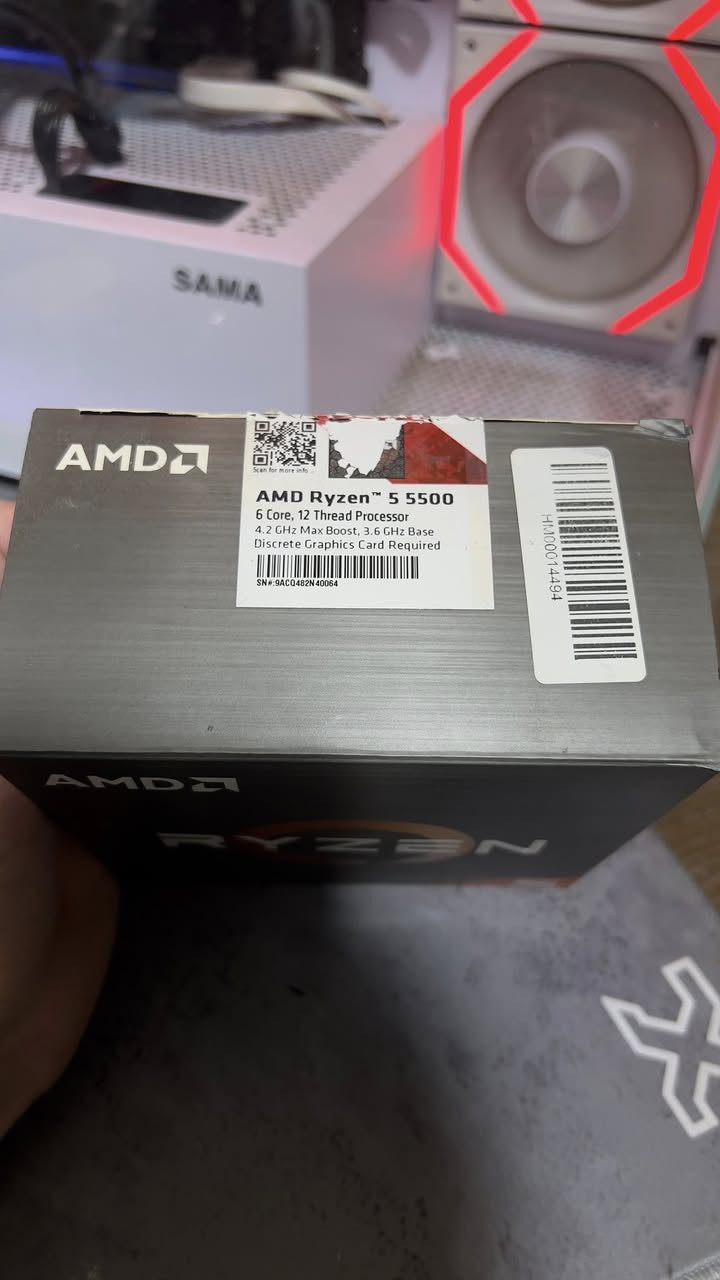 SAMA
AMD
Scan for more info
AMD Ryzen™ 5 5500
6 Core, 12 Thread Processor
4.2 GHz Max Boost, 3.6 GHz Base
Discrete Graphics Card Required
SN#:9ACQ482N40064
HM00014494
AMD
RYZEN